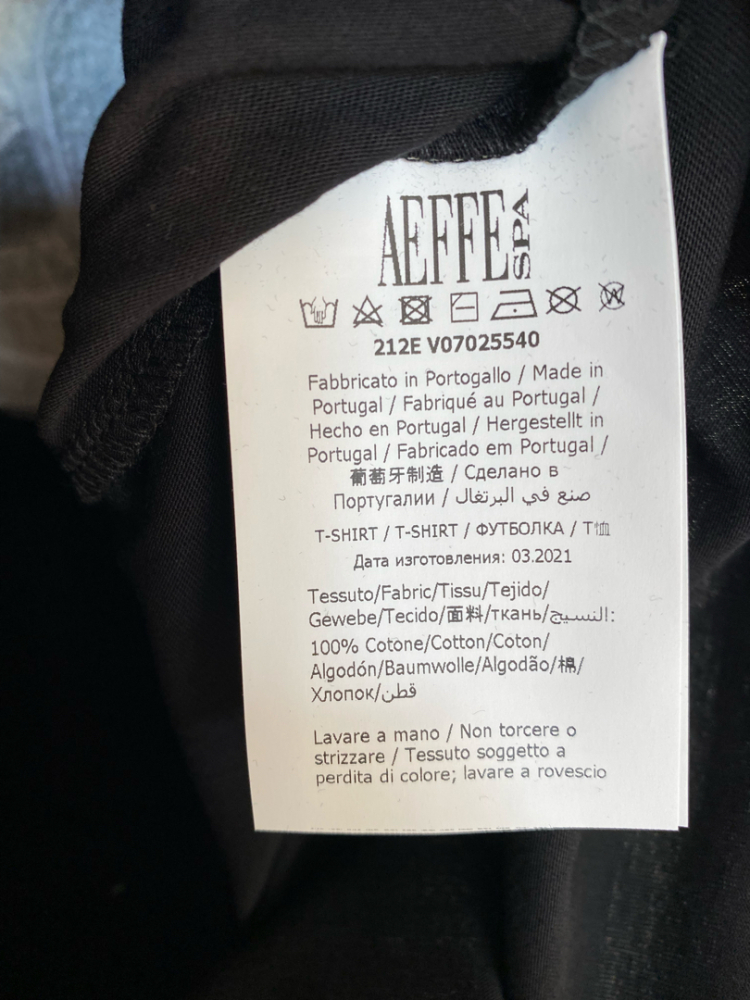 AEFFE SPA
212E V07025540
Fabbricato in Portogallo / Made in
Portugal / Fabriqué au Portugal /
Hecho en Portugal / Hergestellt in
Portugal / Fabricado em Portugal /
葡萄牙制造 / Сделано в
Португалии / صنع في البرتغال
T-SHIRT / T-SHIRT / ФУТБОЛКА / T恤
Дата изготовления: 03.2021
Tessuto/Fabric/Tissu/Tejido/
Gewebe/Tecido/面料/ткань/النسيج:
100% Cotone/Cotton/Coton/
Algodón/Baumwolle/Algodão/棉/
Хлопок/قطن
Lavare a mano / Non torcere o
strizzare / Tessuto soggetto a
perdita di colore; lavare a rovescio